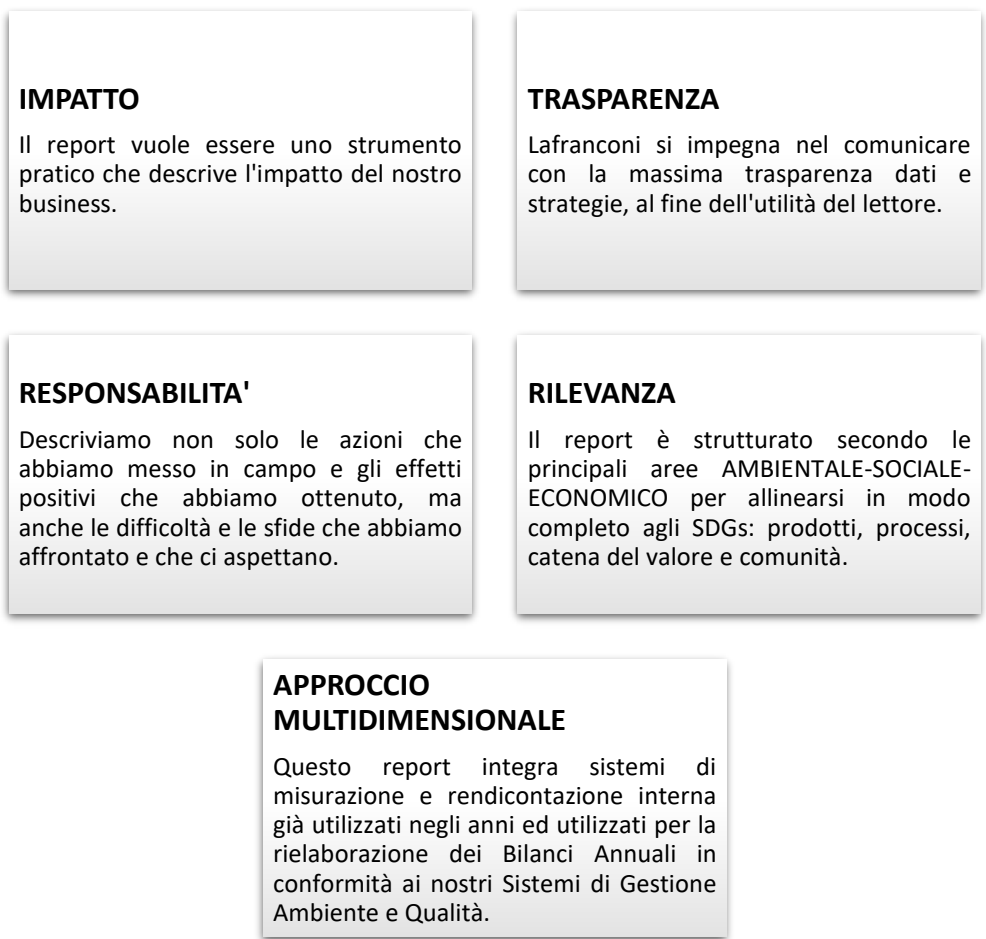 IMPATTO
Il report vuole essere uno strumento
pratico che descrive l'impatto del nostro
business.
TRASPARENZA
Lafranconi si impegna nel comunicare
con la massima trasparenza dati e
strategie, al fine dell'utilità del lettore.
RESPONSABILITA'
Descriviamo non solo le azioni che
abbiamo messo in campo e gli effetti
positivi che abbiamo ottenuto, ma
anche le difficoltà e le sfide che abbiamo
affrontato e che ci aspettano.
RILEVANZA
Il report è strutturato secondo le
principali aree AMBIENTALE-SOCIALE-
ECONOMICO per allinearsi in modo
completo agli SDGs: prodotti, processi,
catena del valore e comunità.
APPROCCIO
MULTIDIMENSIONALE
Questo report integra sistemi di
misurazione e rendicontazione interna
già utilizzati negli anni ed utilizzati per la
rielaborazione dei Bilanci Annuali in
conformità ai nostri Sistemi di Gestione
Ambiente e Qualità.